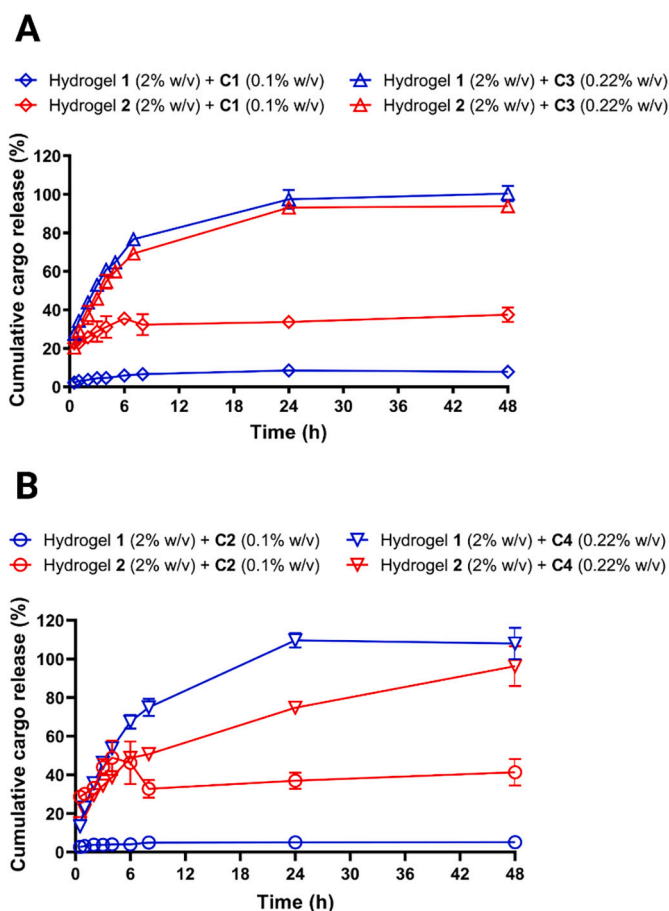 A
Hydrogel 1 (2% w/v) + C1 (0.1% w/v) Hydrogel 1 (2% w/v) + C3 (0.22% w/v)
Hydrogel 2 (2% w/v) + C1 (0.1% w/v) Hydrogel 2 (2% w/v) + C3 (0.22% w/v)
Cumulative cargo release (%)
120
100
80
60
40
20
0
0 6 12 18 24 30 36 42 48
Time (h)
B
Hydrogel 1 (2% w/v) + C2 (0.1% w/v) Hydrogel 1 (2% w/v) + C4 (0.22% w/v)
Hydrogel 2 (2% w/v) + C2 (0.1% w/v) Hydrogel 2 (2% w/v) + C4 (0.22% w/v)
Cumulative cargo release (%)
120
100
80
60
40
20
0
0 6 12 18 24 30 36 42 48
Time (h)